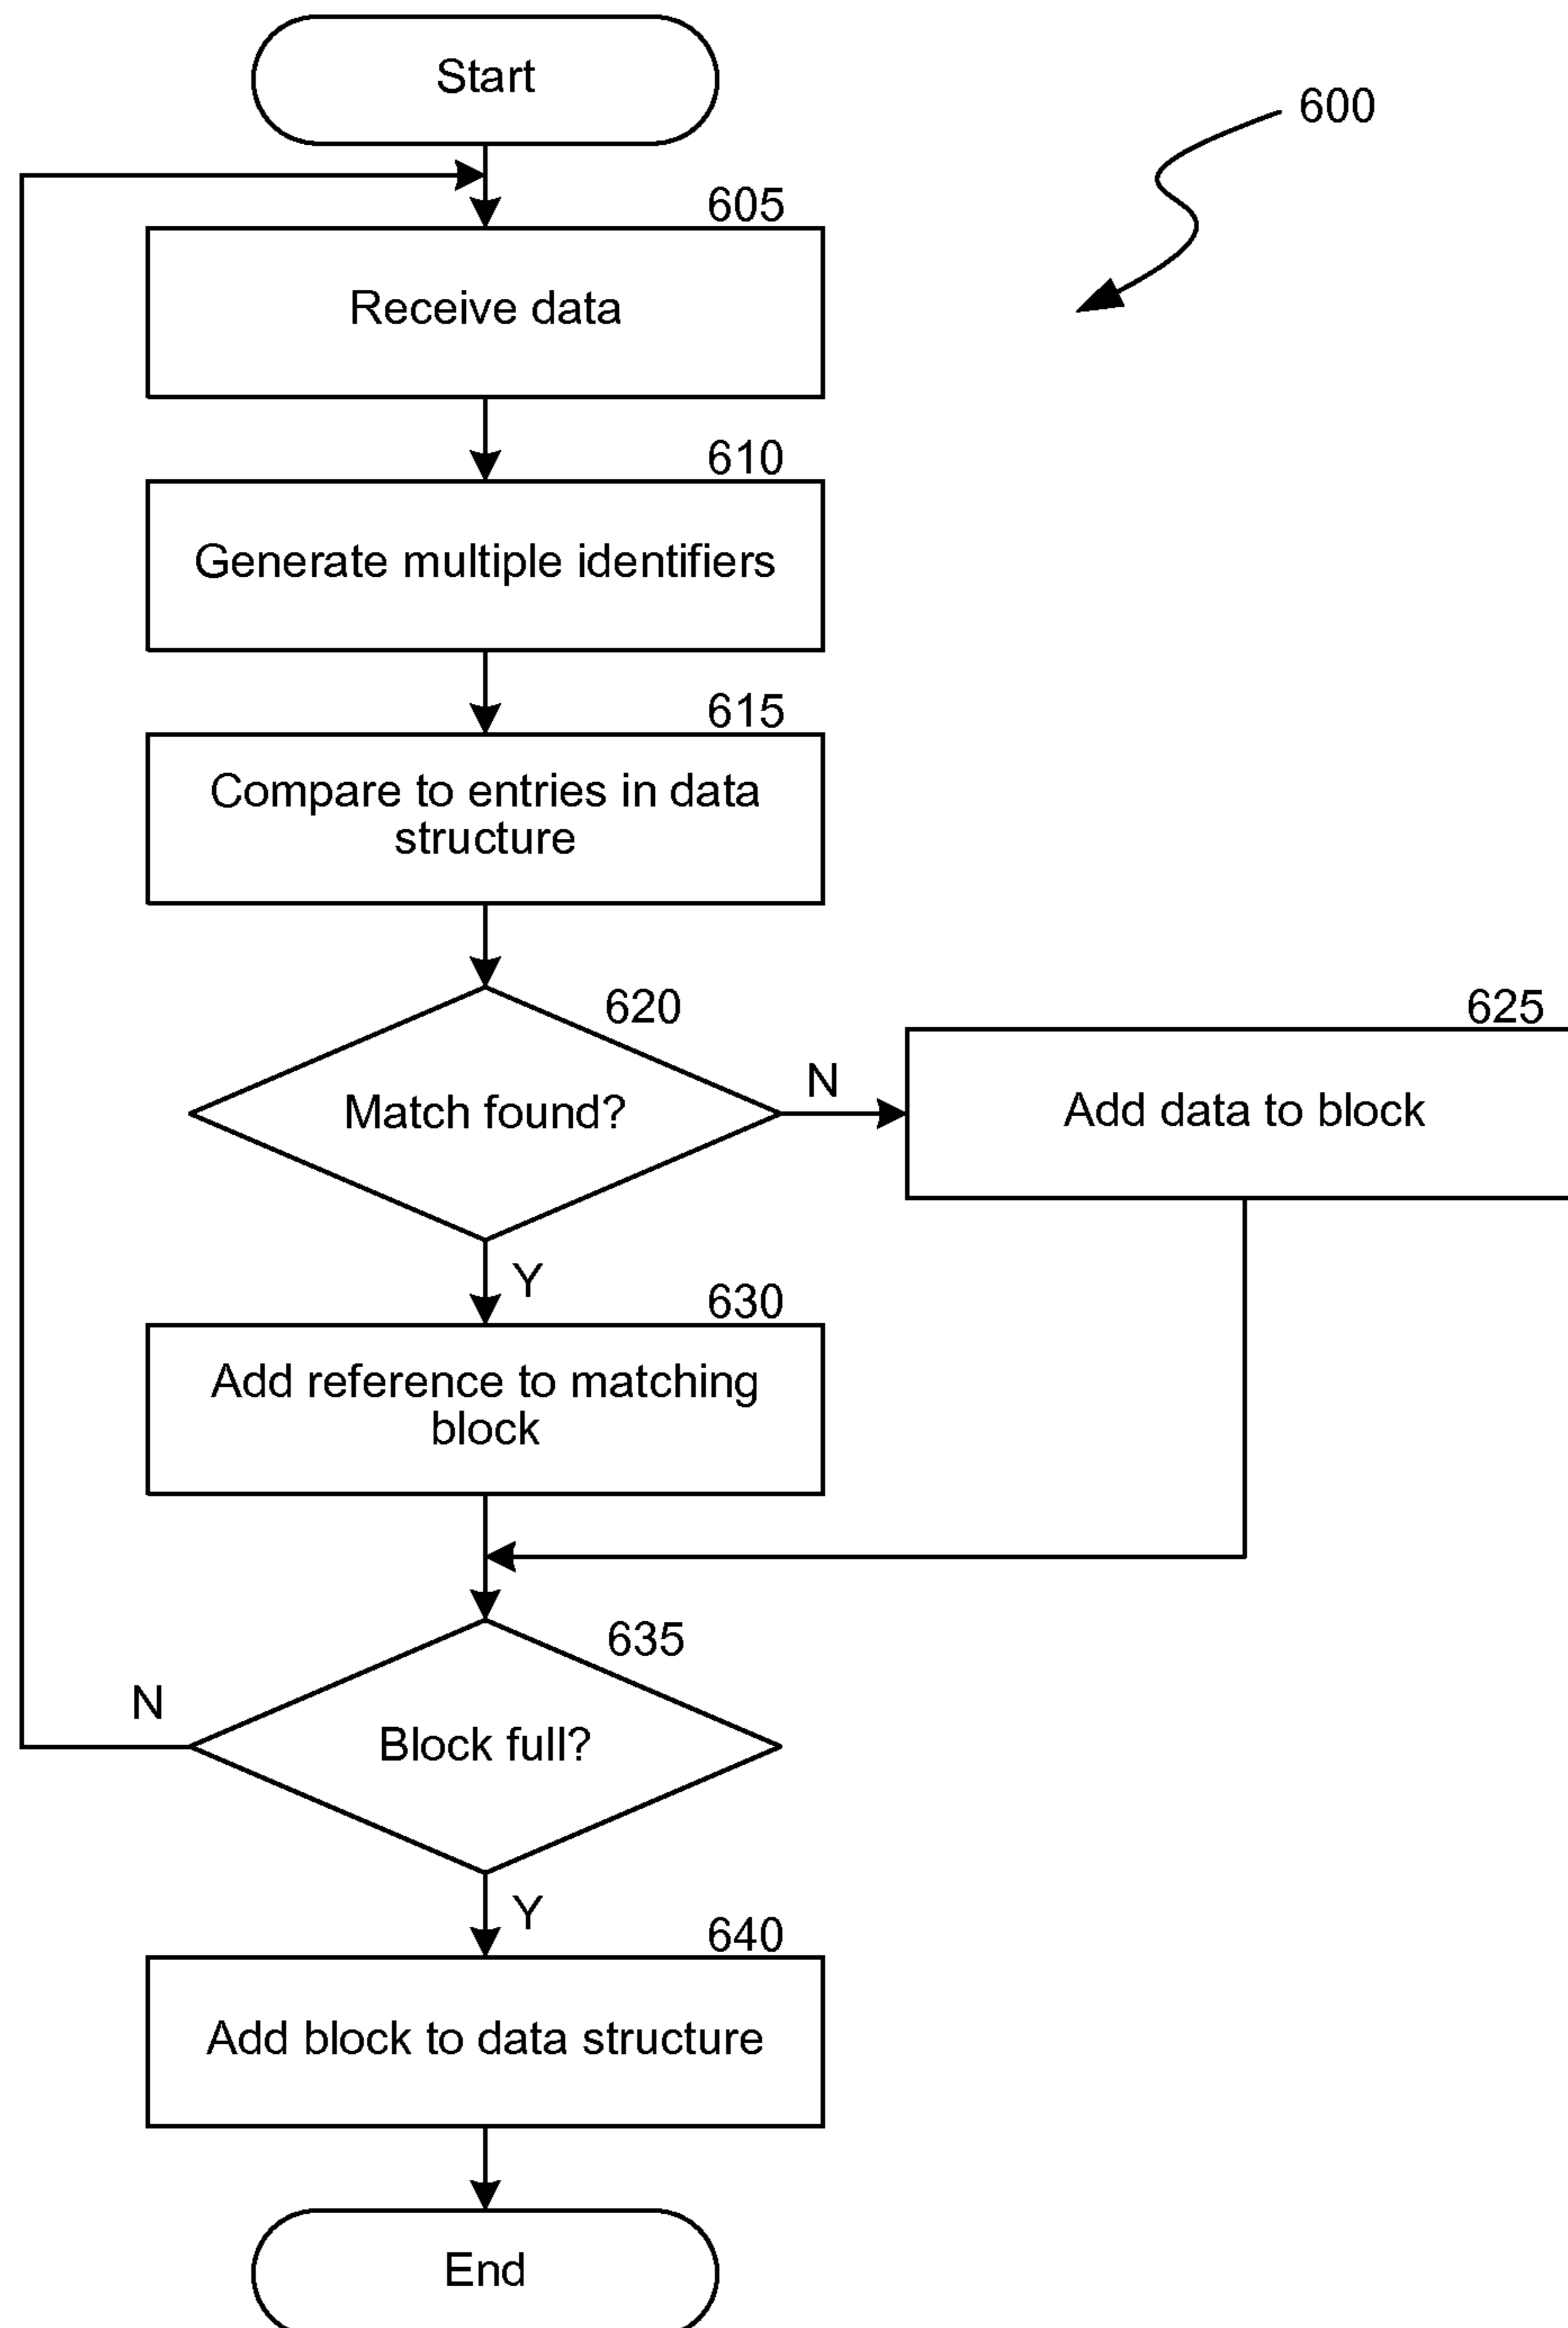 Start
600
605
Receive data
610
Generate multiple identifiers
615
Compare to entries in data
structure
620
Match found?
N
625
Add data to block
Y
630
Add reference to matching
block
635
N
Block full?
Y
640
Add block to data structure
End